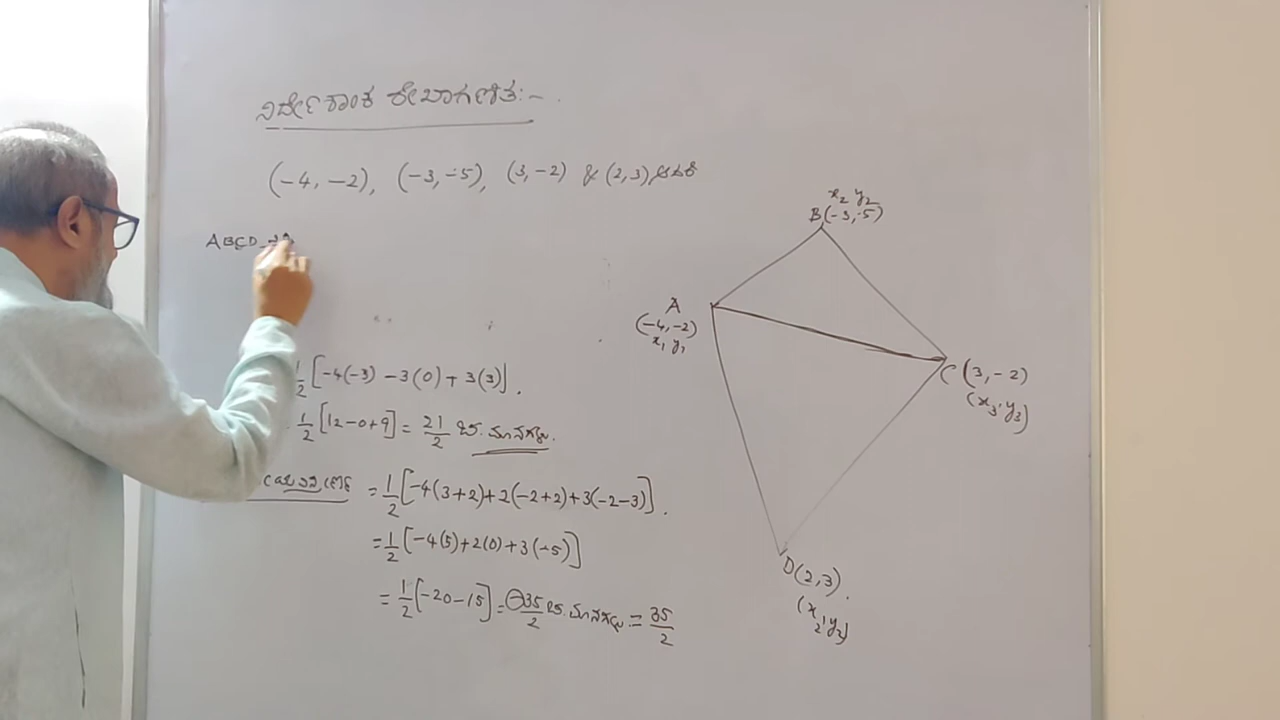 ನಿರ್ದೇಶಾಂಕ ರೇಖಾಗಣಿತ:-
(-4, -2), (-3, -5), (3, -2) & (2, 3)
ABCD
x₂ y₂
B(-3, -5)
A
(-4, -2)
x₁ y₁
C (3, -2)
(x₃, y₃)
D(2, 3).
(x₂, y₂)
1/2 [-4(-3) -3(0) + 3(3)].
1/2 [12-0+9] = 21/2 ಚ. ಮಾನಗಳು.
= 1/2 [-4(3+2)+2(-2+2)+3(-2-3)].
= 1/2 [-4(5)+2(0)+3(-5)]
= 1/2 [-20-15] = -35/2 ಚ. ಮಾನಗಳು = 35/2